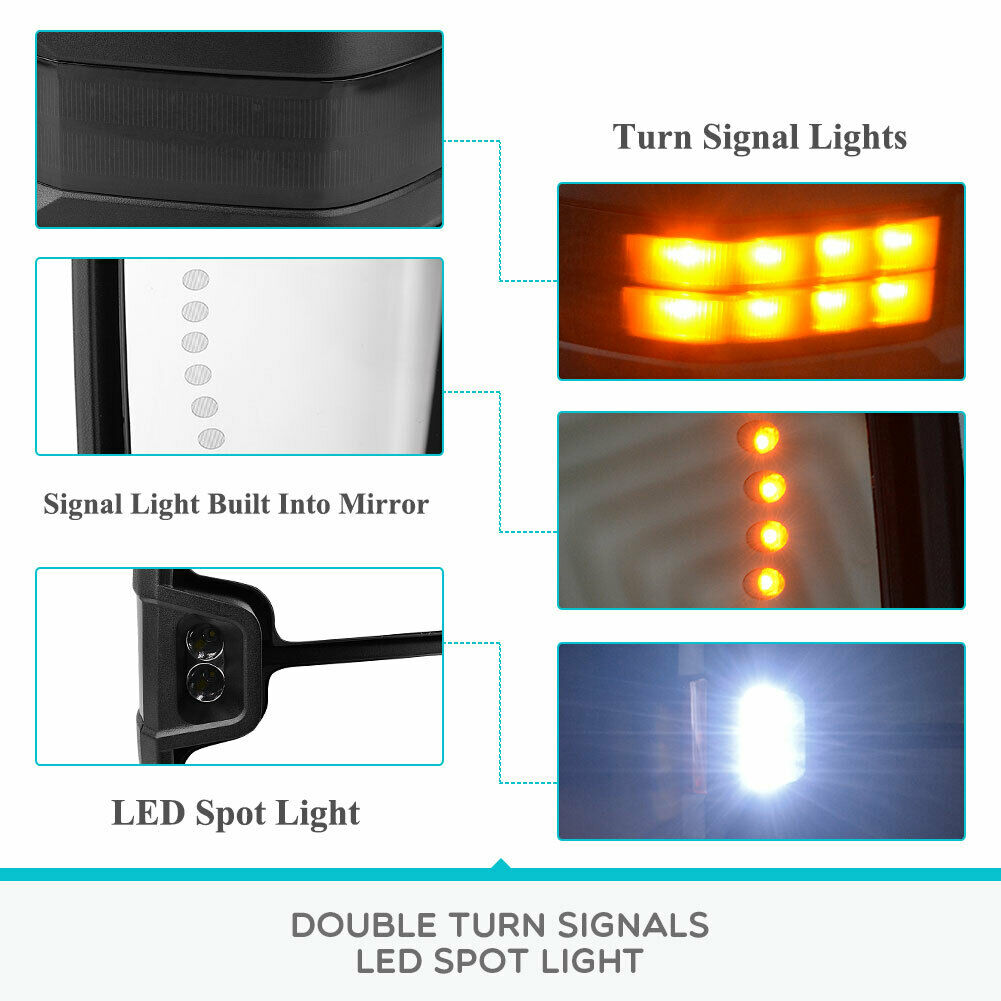 Turn Signal Lights
Signal Light Built Into Mirror
LED Spot Light
DOUBLE TURN SIGNALS
LED SPOT LIGHT